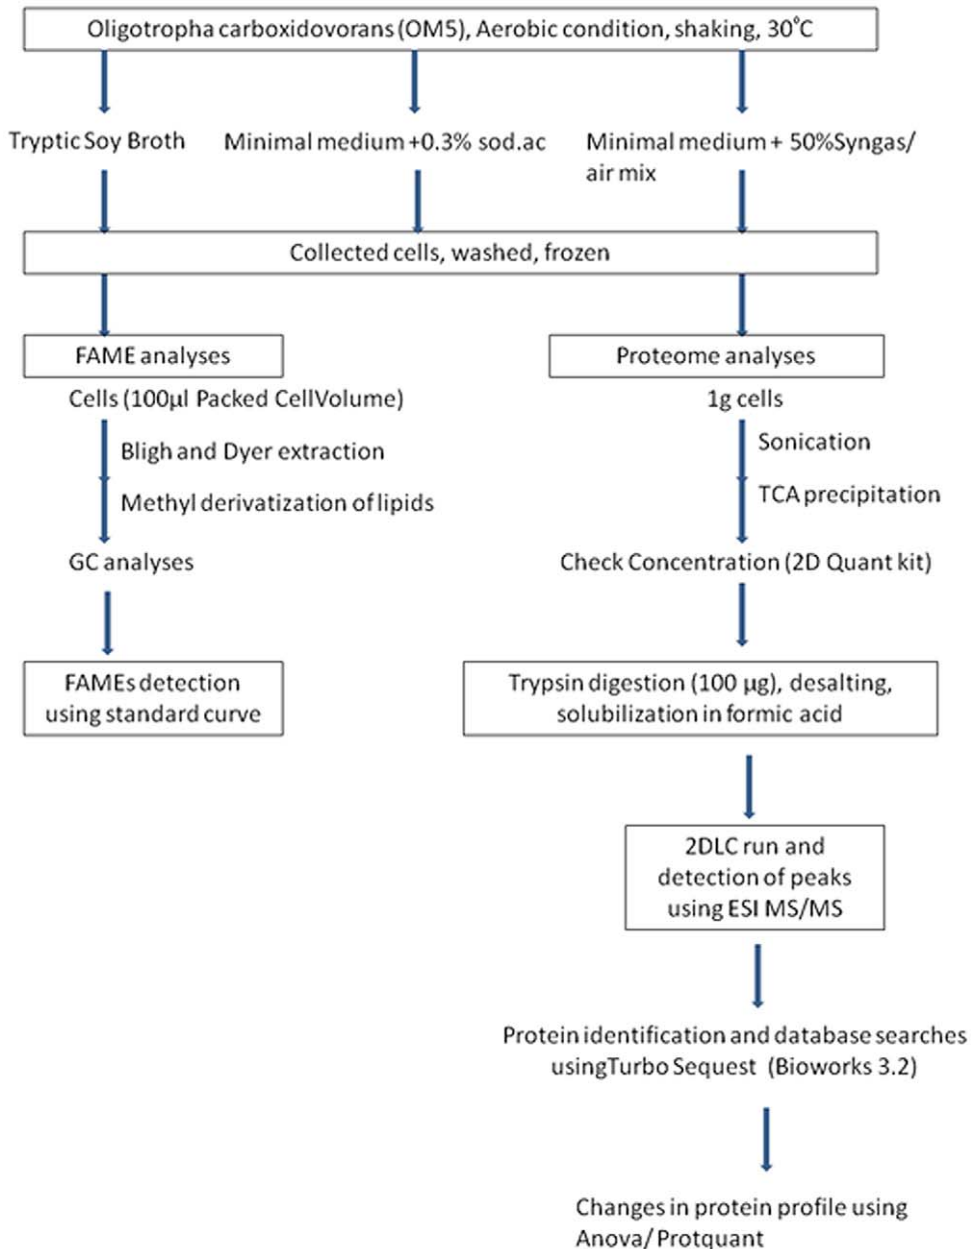 Oligotropha carboxidovorans (OM5), Aerobic condition, shaking, 30°C
Tryptic Soy Broth
Minimal medium +0.3% sod.ac
Minimal medium + 50%Syngas/
air mix
Collected cells, washed, frozen
FAME analyses
Cells (100µl Packed CellVolume)
Bligh and Dyer extraction
Methyl derivatization of lipids
GC analyses
FAMEs detection
using standard curve
Proteome analyses
1g cells
Sonication
TCA precipitation
Check Concentration (2D Quant kit)
Trypsin digestion (100 µg), desalting,
solubilization in formic acid
2DLC run and
detection of peaks
using ESI MS/MS
Protein identification and database searches
usingTurbo Sequest (Bioworks 3.2)
Changes in protein profile using
Anova/ Protquant